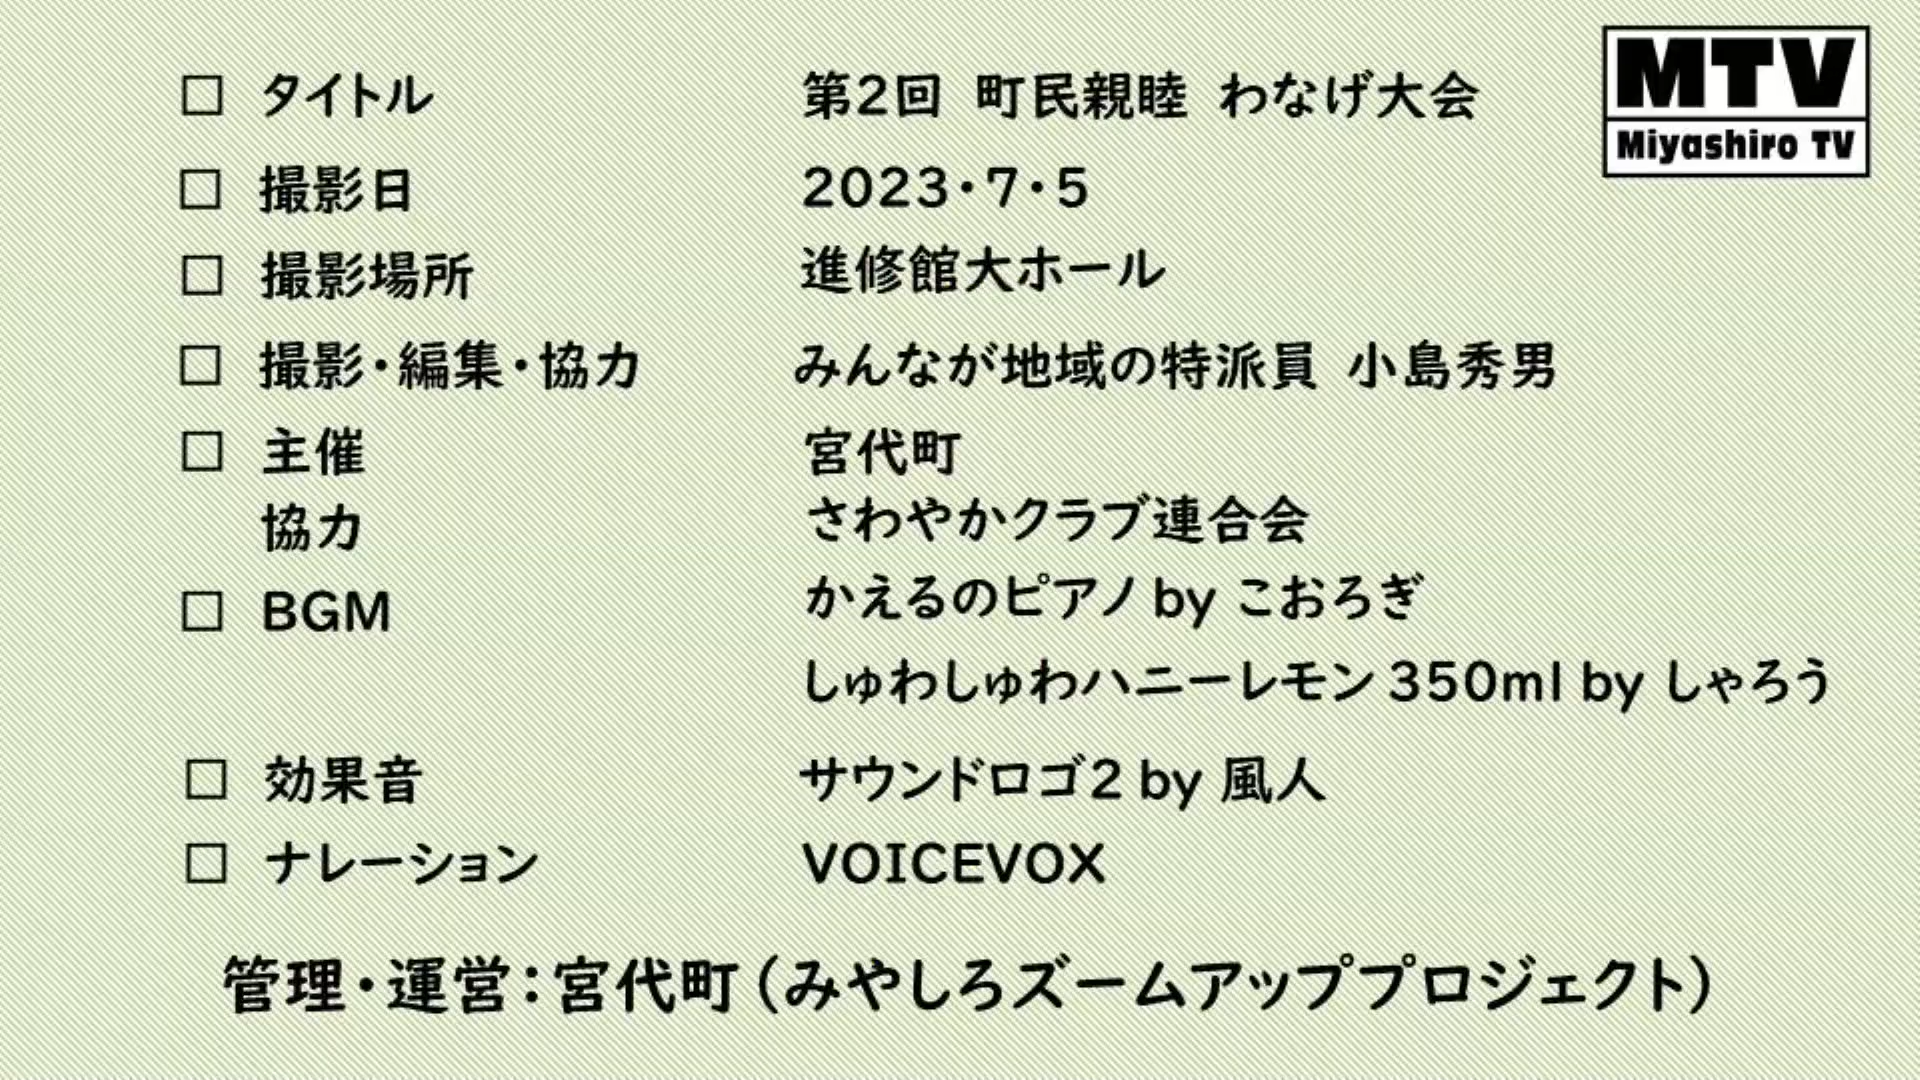 MTV
Miyashiro TV
□ タイトル 第2回 町民親睦 わなげ大会
□ 撮影日 2023・7・5
□ 撮影場所 進修館大ホール
□ 撮影・編集・協力 みんなが地域の特派員 小島秀男
□ 主催 宮代町
協力 さわやかクラブ連合会
□ BGM かえるのピアノ by こおろぎ
しゅわしゅわハニーレモン 350ml by しゃろう
□ 効果音 サウンドロゴ2 by 風人
□ ナレーション VOICEVOX
管理・運営：宮代町（みやしろズームアッププロジェクト）